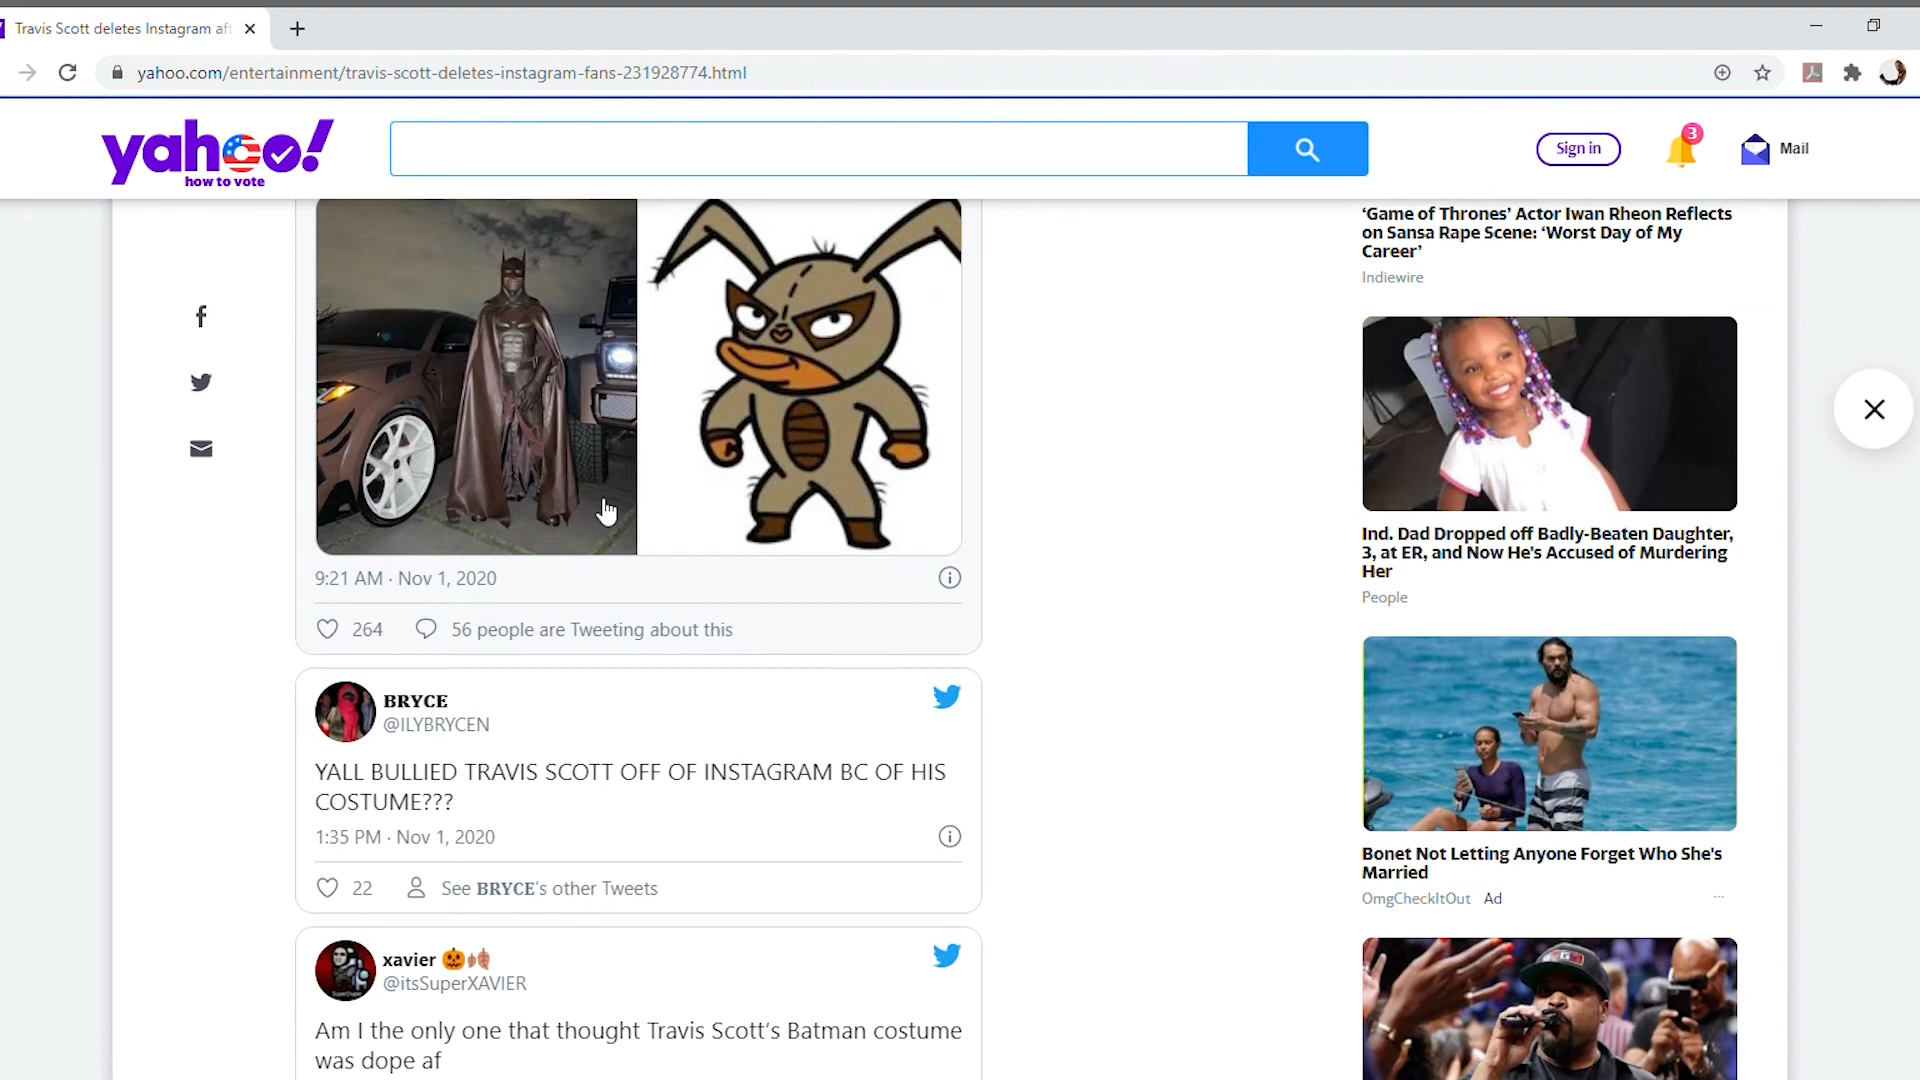 Travis Scott deletes Instagram aft
yahoo.com/entertainment/travis-scott-deletes-instagram-fans-231928774.html
yahoo!
how to vote
Sign in
3
Mail
‘Game of Thrones’ Actor Iwan Rheon Reflects
on Sansa Rape Scene: ‘Worst Day of My
Career’
Indiewire
9:21 AM · Nov 1, 2020
264
56 people are Tweeting about this
BRYCE
@ILYBRYCEN
YALL BULLIED TRAVIS SCOTT OFF OF INSTAGRAM BC OF HIS
COSTUME???
1:35 PM · Nov 1, 2020
22
See BRYCE’s other Tweets
xavier 🎃🍂
@itsSuperXAVIER
Am I the only one that thought Travis Scott’s Batman costume
was dope af
Ind. Dad Dropped off Badly-Beaten Daughter,
3, at ER, and Now He's Accused of Murdering
Her
People
Bonet Not Letting Anyone Forget Who She's
Married
OmgCheckItOut Ad